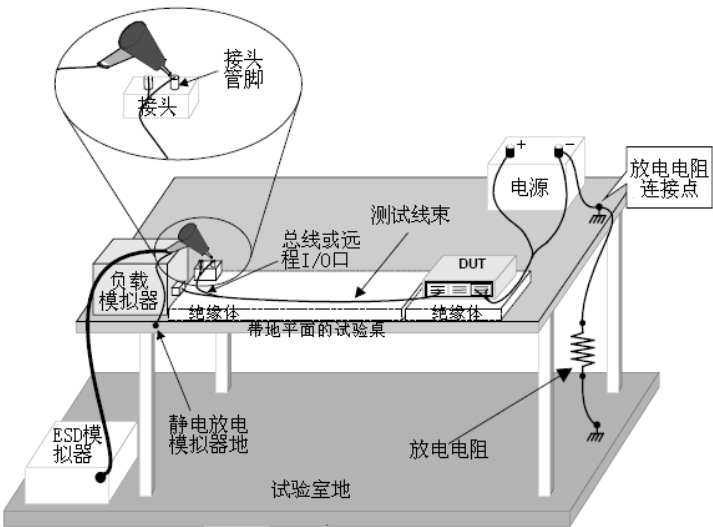 接头
管脚
接头
+
−
电源
放电电阻
连接点
测试线束
总线或远
程I/O口
DUT
负载
模拟器
绝缘体
绝缘体
带地平面的试验桌
静电放电
模拟器地
ESD模
拟器
放电电阻
试验室地